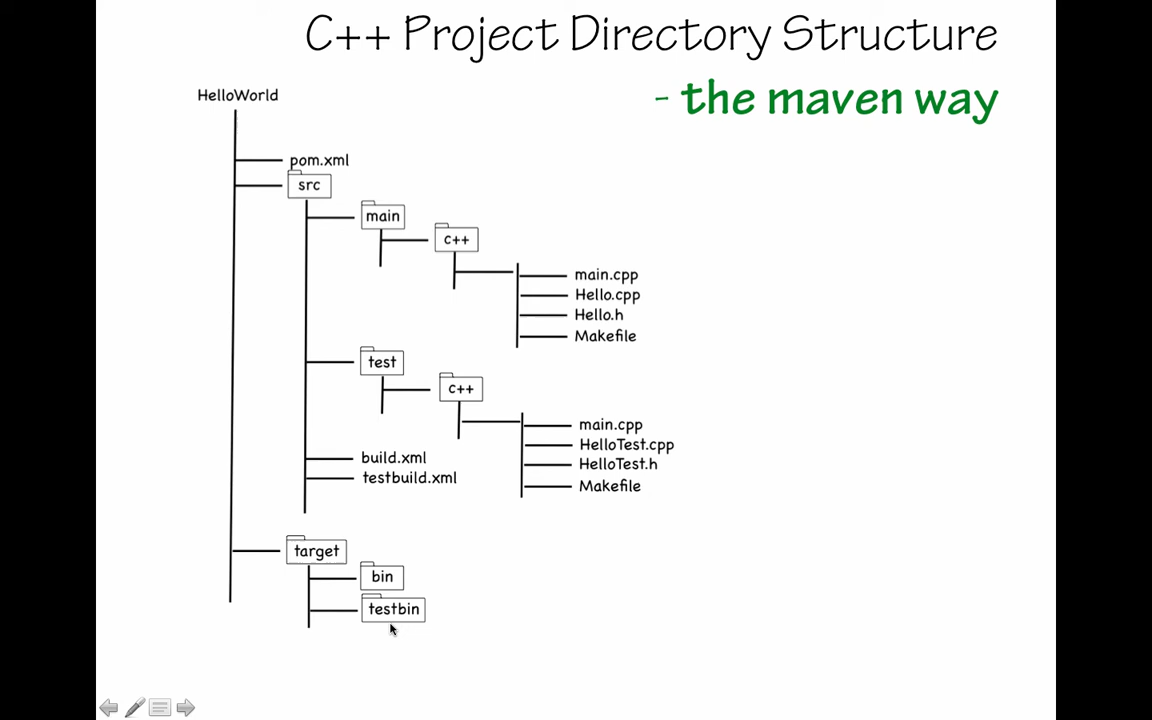 C++ Project Directory Structure
- the maven way
HelloWorld
pom.xml
src
main
c++
main.cpp
Hello.cpp
Hello.h
Makefile
test
c++
main.cpp
HelloTest.cpp
HelloTest.h
Makefile
build.xml
testbuild.xml
target
bin
testbin